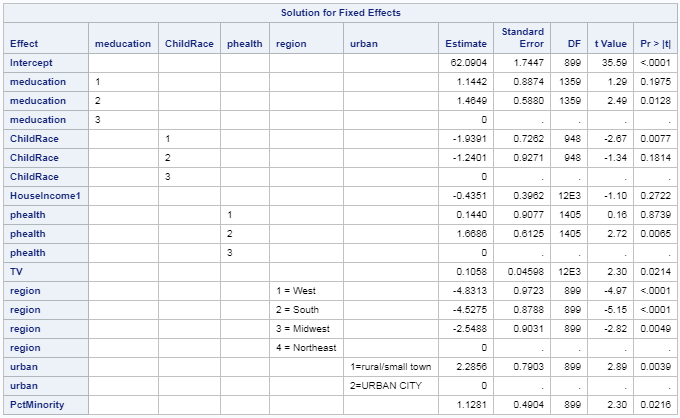 Solution for Fixed Effects
Effect meducation ChildRace phealth region urban Estimate Standard Error DF t Value Pr > |t|
Intercept 62.0904 1.7447 899 35.59 <.0001
meducation 1 1.1442 0.8874 1359 1.29 0.1975
meducation 2 1.4649 0.5880 1359 2.49 0.0128
meducation 3 0 . . . .
ChildRace 1 -1.9391 0.7262 948 -2.67 0.0077
ChildRace 2 -1.2401 0.9271 948 -1.34 0.1814
ChildRace 3 0 . . . .
HouseIncome1 -0.4351 0.3962 12E3 -1.10 0.2722
phealth 1 0.1440 0.9077 1405 0.16 0.8739
phealth 2 1.6686 0.6125 1405 2.72 0.0065
phealth 3 0 . . . .
TV 0.1058 0.04598 12E3 2.30 0.0214
region 1 = West -4.8313 0.9723 899 -4.97 <.0001
region 2 = South -4.5275 0.8788 899 -5.15 <.0001
region 3 = Midwest -2.5488 0.9031 899 -2.82 0.0049
region 4 = Northeast 0 . . . .
urban 1=rural/small town 2.2856 0.7903 899 2.89 0.0039
urban 2=URBAN CITY 0 . . . .
PctMinority 1.1281 0.4904 899 2.30 0.0216